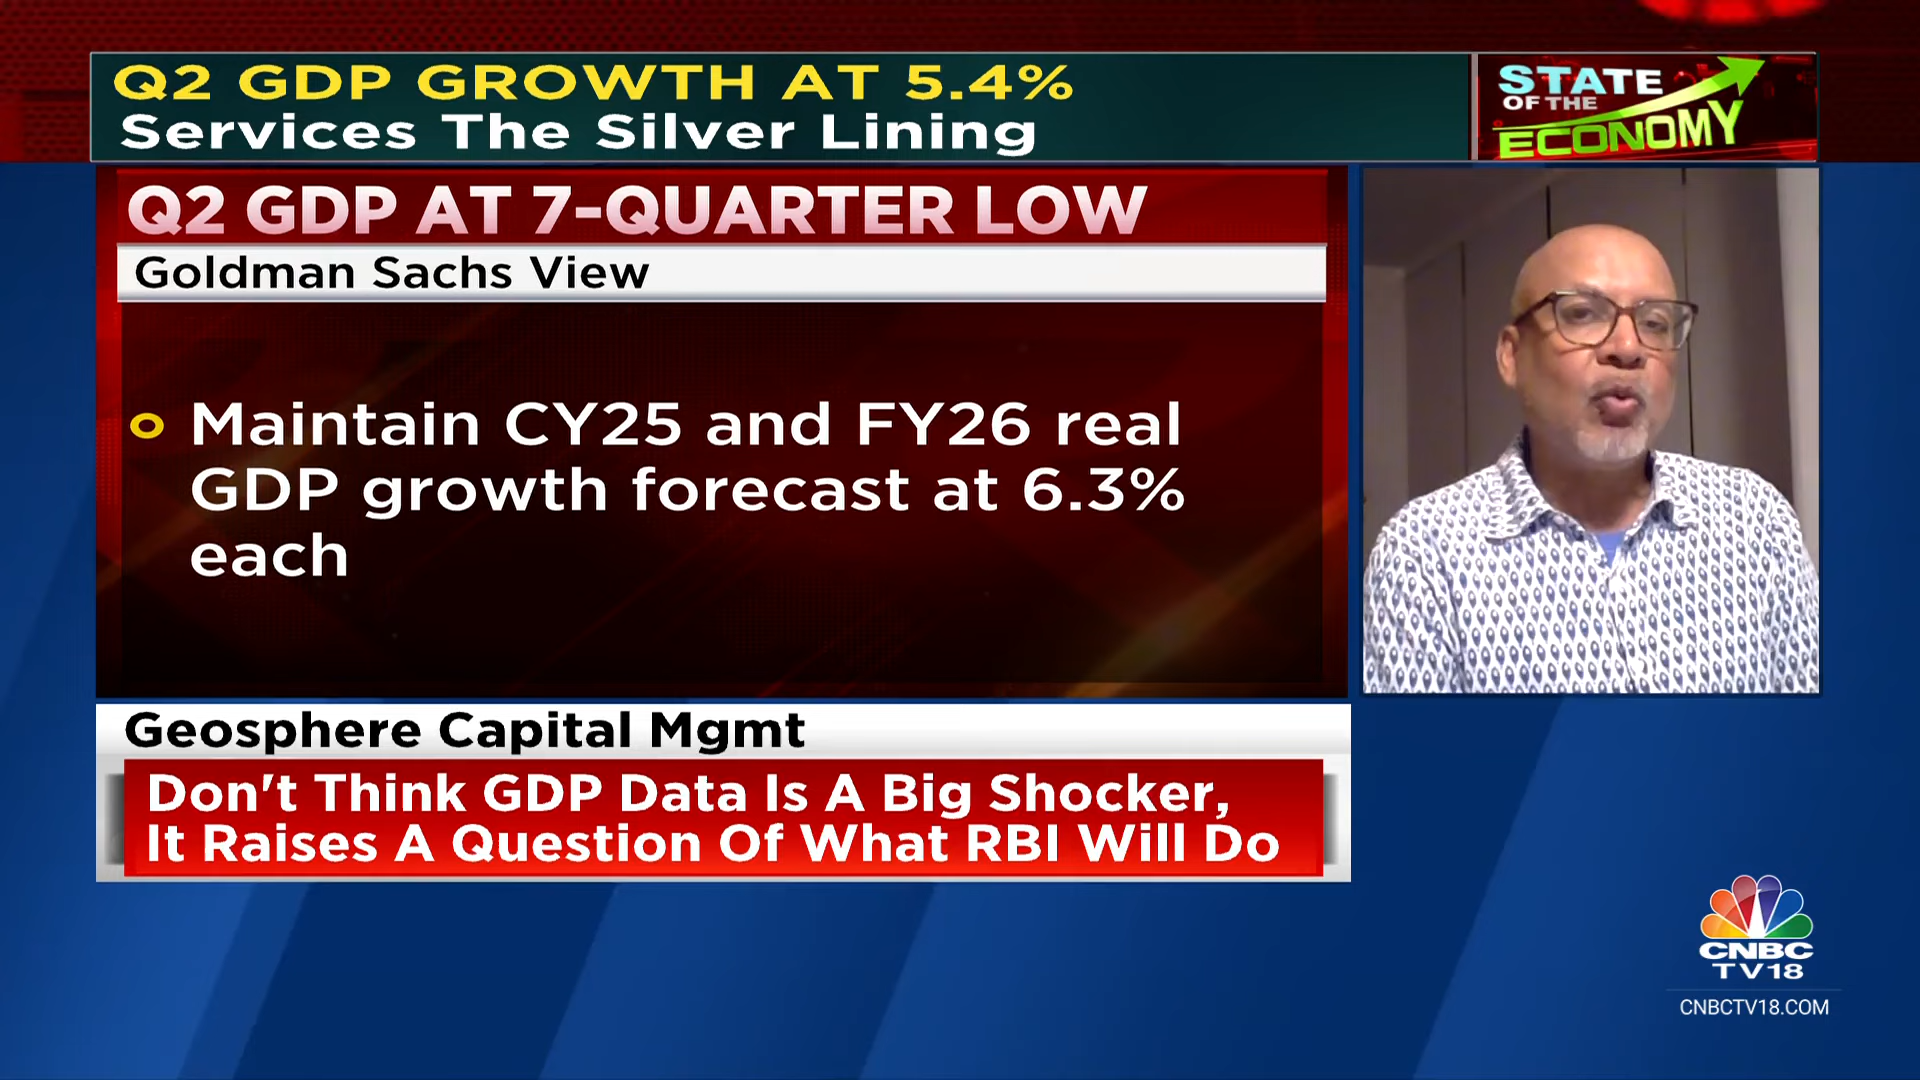 Q2 GDP GROWTH AT 5.4%
Services The Silver Lining
STATE
OF THE
ECONOMY
Q2 GDP AT 7-QUARTER LOW
Goldman Sachs View
Maintain CY25 and FY26 real
GDP growth forecast at 6.3%
each
Geosphere Capital Mgmt
Don't Think GDP Data Is A Big Shocker,
It Raises A Question Of What RBI Will Do
CNBC
TV18
CNBCTV18.COM